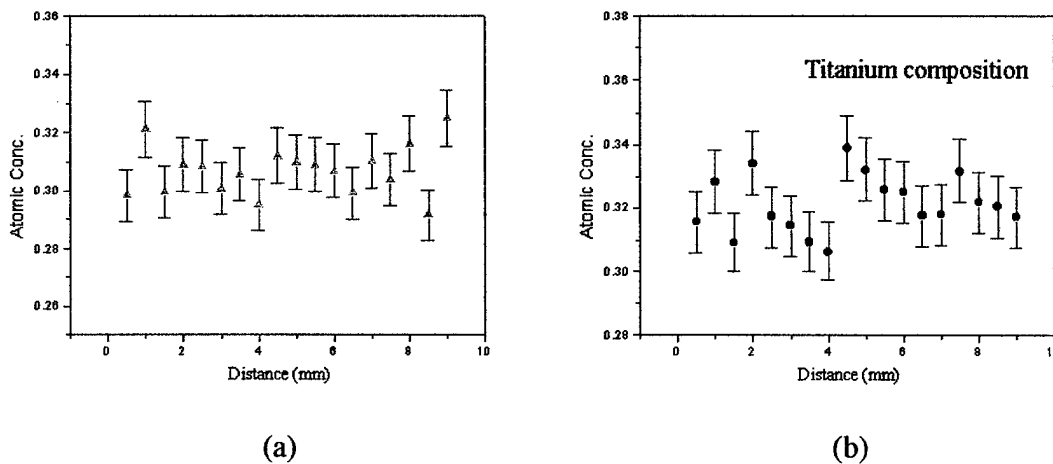 0.36
0.34
0.32
0.30
0.28
0.26
Atomic Conc.
0 2 4 6 8 10
Distance (mm)
(a)
0.38
0.36
0.34
0.32
0.30
0.28
Atomic Conc.
Titanium composition
0 2 4 6 8 1
Distance (mm)
(b)